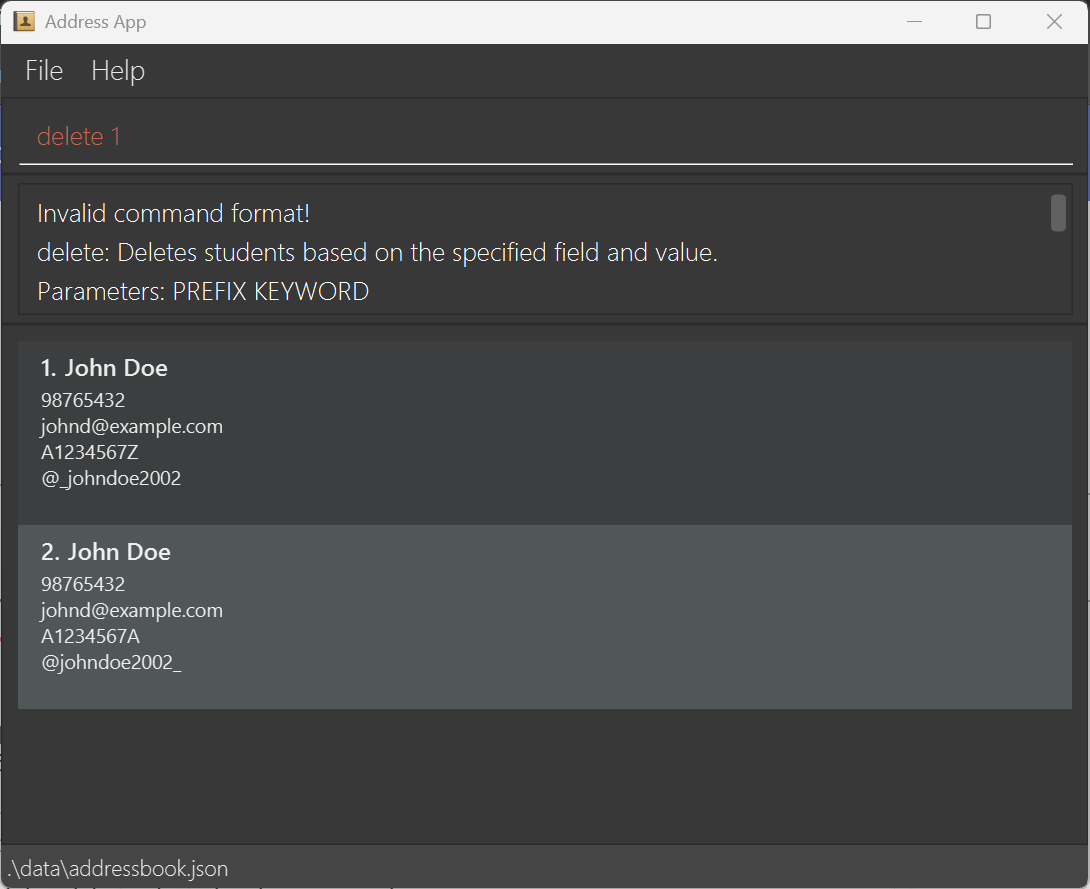 Address App
File Help
delete 1
Invalid command format!
delete: Deletes students based on the specified field and value.
Parameters: PREFIX KEYWORD
1. John Doe
98765432
johnd@example.com
A1234567Z
@_johndoe2002
2. John Doe
98765432
johnd@example.com
A1234567A
@johndoe2002_
.\data\addressbook.json